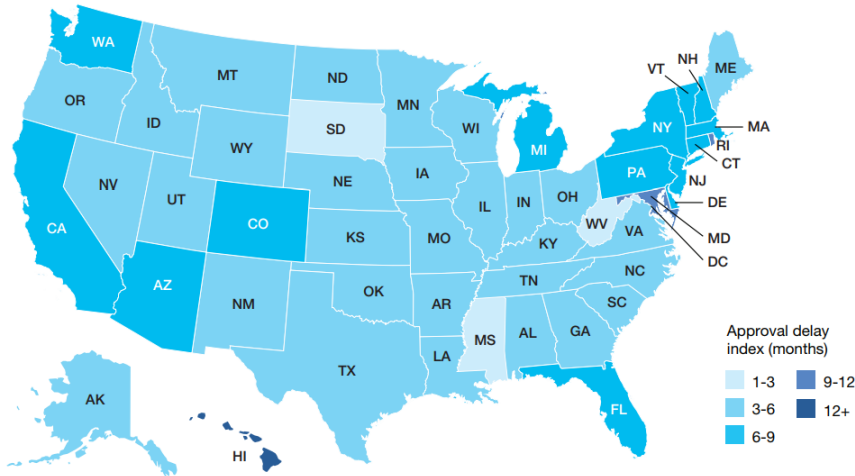 WA
MT
ND
MN
VT
NH
ME
OR
ID
SD
WI
NY
MA
WY
MI
RI
CT
IA
PA
NV
NE
NJ
UT
IL
IN
OH
DE
CA
CO
WV
VA
KS
MO
KY
MD
DC
AZ
NC
TN
OK
NM
AR
SC
MS
AL
GA
LA
TX
AK
FL
HI
Approval delay
index (months)
1-3
9-12
3-6
12+
6-9